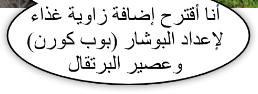 أنا أقترح إضافة زاوية غذاء
لإعداد البوشار (بوب كورن)
وعصير البرتقال